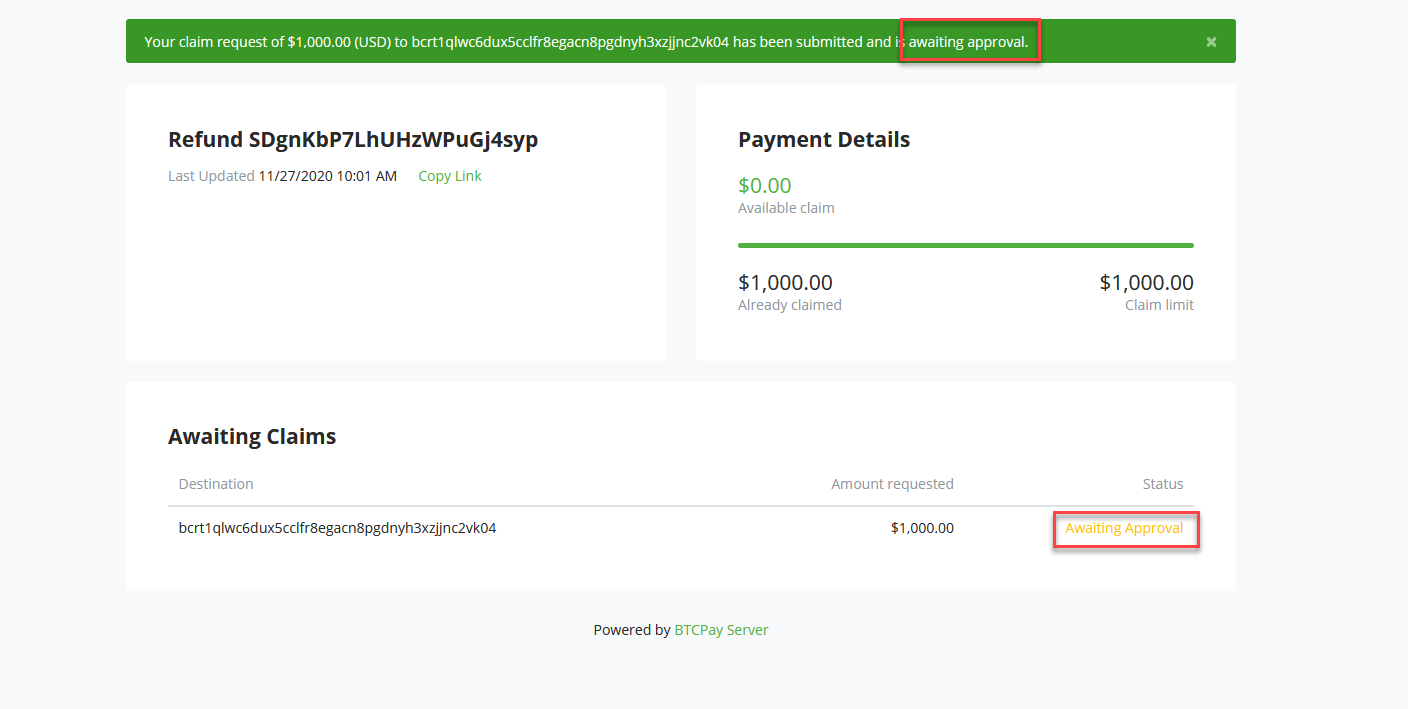 Your claim request of $1,000.00 (USD) to bcrt1qlwc6dux5cclfr8egacn8pgdnyh3xzjjnc2vk04 has been submitted and is awaiting approval. ×
Refund SDgnKbP7LhUHzWPuGj4syp
Last Updated 11/27/2020 10:01 AM Copy Link
Payment Details
$0.00
Available claim
$1,000.00 $1,000.00
Already claimed Claim limit
Awaiting Claims
Destination Amount requested Status
bcrt1qlwc6dux5cclfr8egacn8pgdnyh3xzjjnc2vk04 $1,000.00 Awaiting Approval
Powered by BTCPay Server